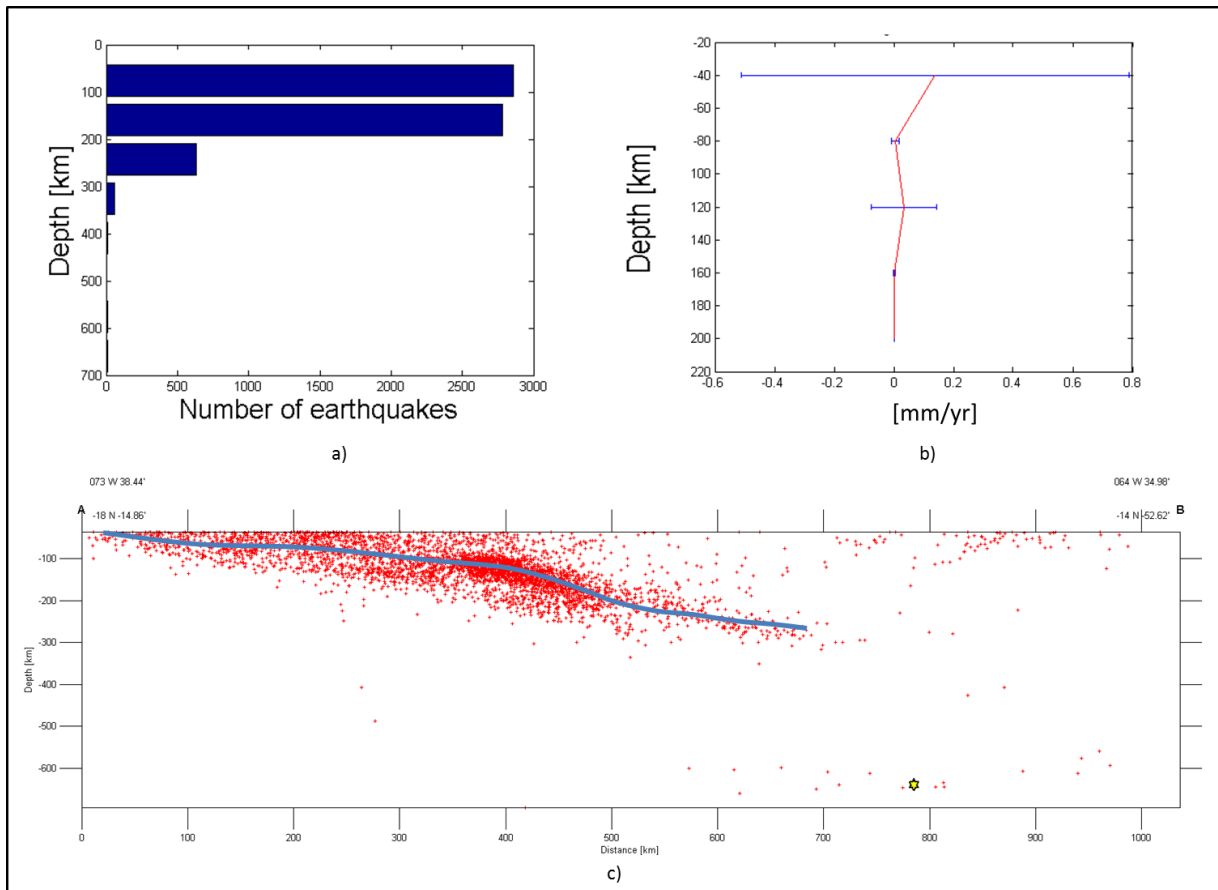 0
100
200
300
400
500
600
700
Depth [km]
0 500 1000 1500 2000 2500 3000
Number of earthquakes
a)
-20
-40
-60
-80
100
120
140
160
180
200
220
Depth [km]
-0.6 -0.4 -0.2 0 0.2 0.4 0.6 0.8
[mm/yr]
b)
073 W 38.44' 064 W 34.98'
A -18 N -14.86' -14 N -52.62' B
-100
-200
-300
-400
-500
-600
Depth [km]
0 100 200 300 400 500 600 700 800 900 1000
Distance [km]
c)